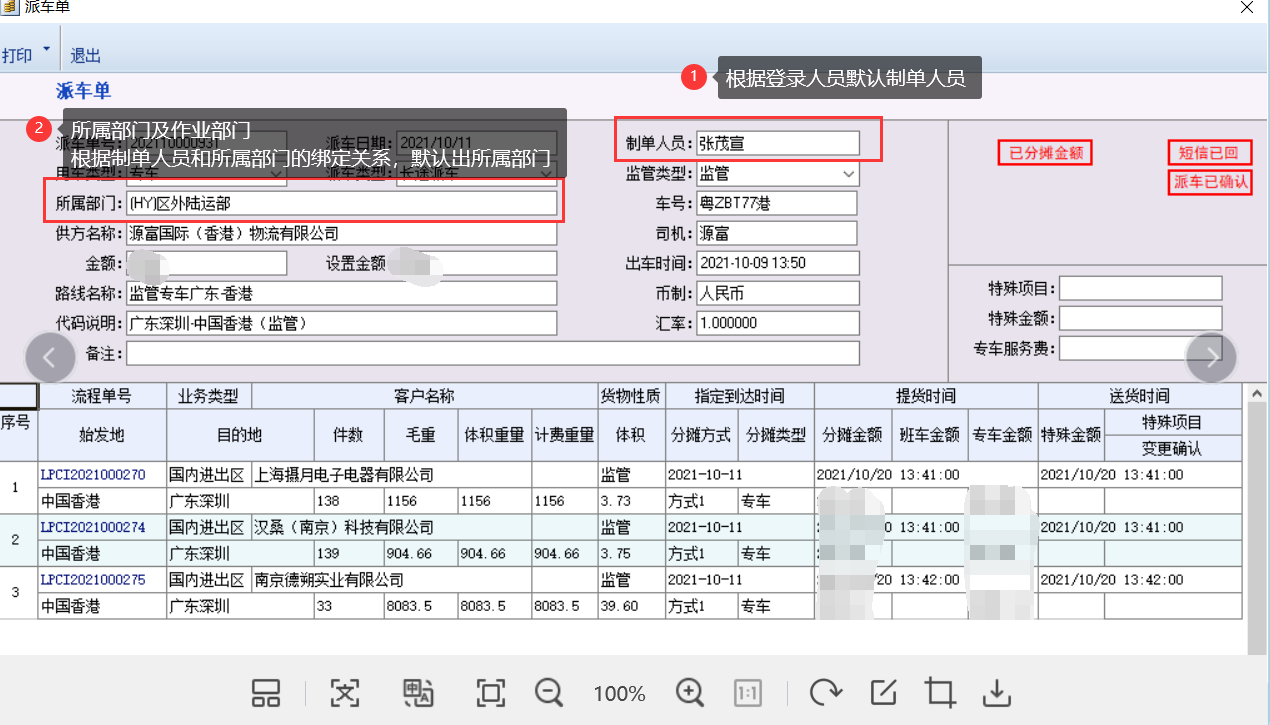 派车单
打印 退出
1 根据登录人员默认制单人员
派车单
2 所属部门及作业部门
派车单号: 20211000931 派车日期: 2021/10/11
根据制单人员和所属部门的绑定关系，默认出所属部门
制单人员: 张茂宣
已分摊金额 短信已回
用车类型: 专车 派车类型: 长途派车 监管类型: 监管
派车已确认
所属部门: (HY)区外陆运部 车号: 粤ZBT77港
供方名称: 源富国际（香港）物流有限公司 司机: 源富
金额: 设置金额 出车时间: 2021-10-09 13:50
特殊项目:
路线名称: 监管专车广东-香港 币制: 人民币
特殊金额:
代码说明: 广东深圳-中国香港（监管） 汇率: 1.000000
专车服务费:
备注:
序号 流程单号 业务类型 客户名称 货物性质 指定到达时间 提货时间 送货时间
始发地 目的地 件数 毛重 体积重量 计费重量 体积 分摊方式 分摊类型 分摊金额 班车金额 专车金额 特殊金额 特殊项目
变更确认
1 LPCI2021000270 国内进出区 上海摄月电子电器有限公司 监管 2021-10-11 2021/10/20 13:41:00 2021/10/20 13:41:00
中国香港 广东深圳 138 1156 1156 1156 3.73 方式1 专车
2 LPCI2021000274 国内进出区 汉桑（南京）科技有限公司 监管 2021-10-11 13:41:00 2021/10/20 13:41:00
中国香港 广东深圳 139 904.66 904.66 904.66 3.75 方式1 专车
3 LPCI2021000275 国内进出区 南京德朔实业有限公司 监管 2021-10-11 /20 13:42:00 2021/10/20 13:42:00
中国香港 广东深圳 33 8083.5 8083.5 8083.5 39.60 方式1 专车
100% 1:1